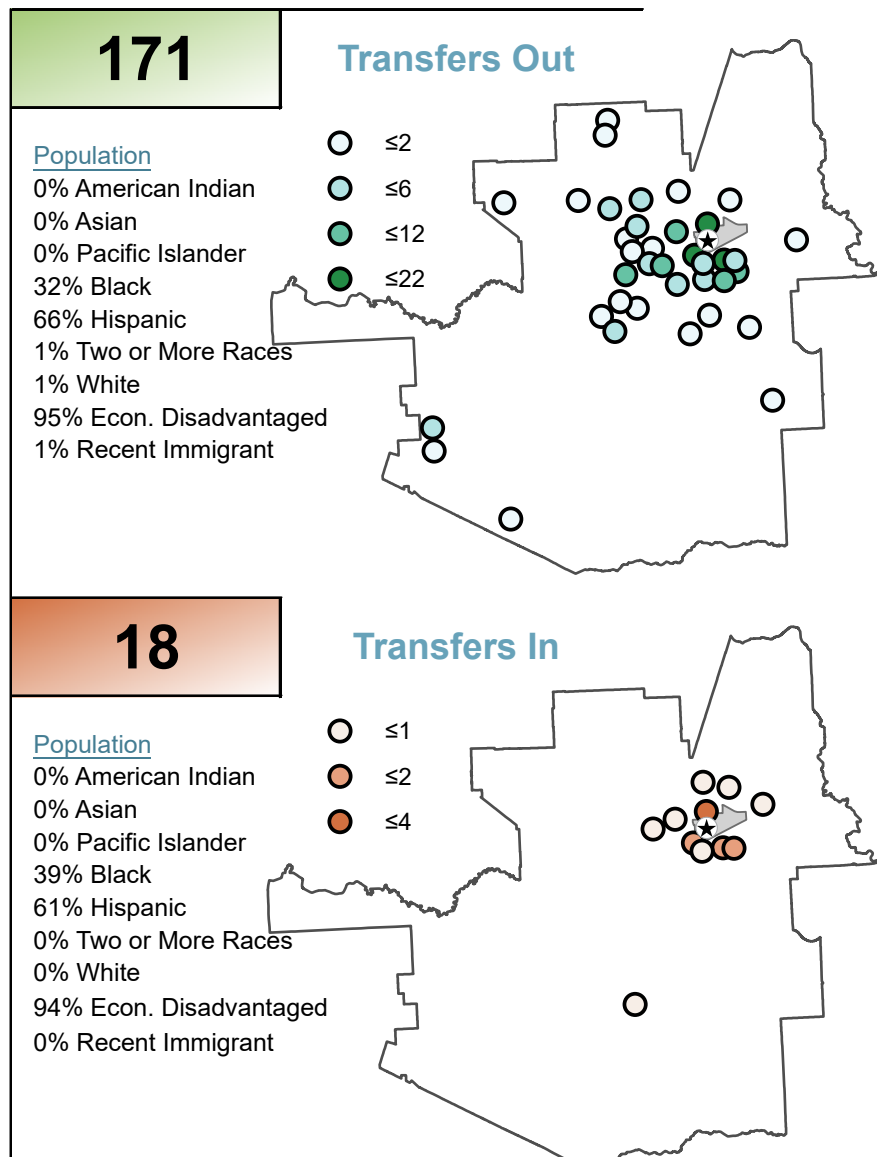 171
Transfers Out
Population
0% American Indian
0% Asian
0% Pacific Islander
32% Black
66% Hispanic
1% Two or More Races
1% White
95% Econ. Disadvantaged
1% Recent Immigrant
≤2
≤6
≤12
≤22
18
Transfers In
Population
0% American Indian
0% Asian
0% Pacific Islander
39% Black
61% Hispanic
0% Two or More Races
0% White
94% Econ. Disadvantaged
0% Recent Immigrant
≤1
≤2
≤4